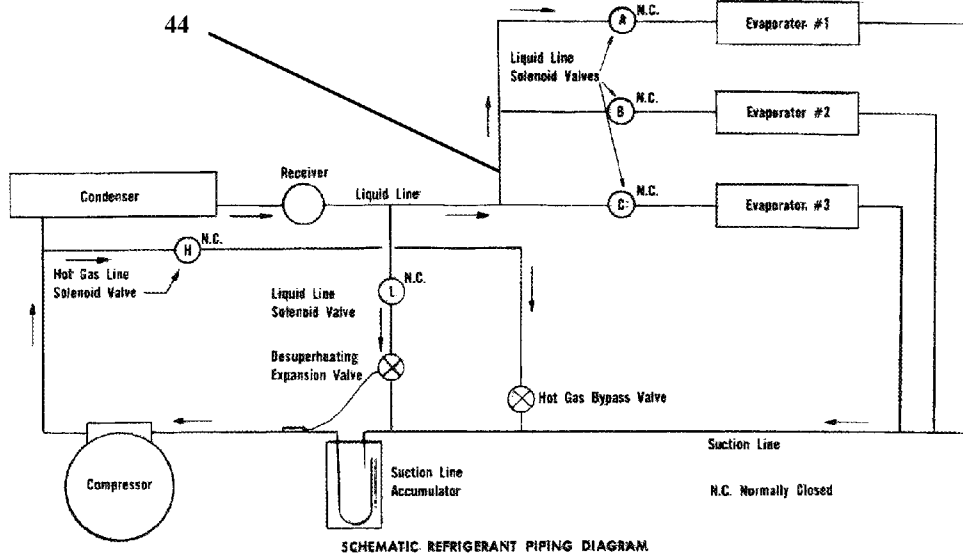 44
A
N.C.
Evaporator #1
Liquid Line
Solenoid Valves
B
N.C.
Evaporator #2
Condenser
Receiver
Liquid Line
C
N.C.
Evaporator #3
H
N.C.
Hot Gas Line
Solenoid Valve
Liquid Line
Solenoid Valve
L
N.C.
Desuperheating
Expansion Valve
Hot Gas Bypass Valve
Compressor
Suction Line
Accumulator
Suction Line
N.C. Normally Closed
SCHEMATIC REFRIGERANT PIPING DIAGRAM